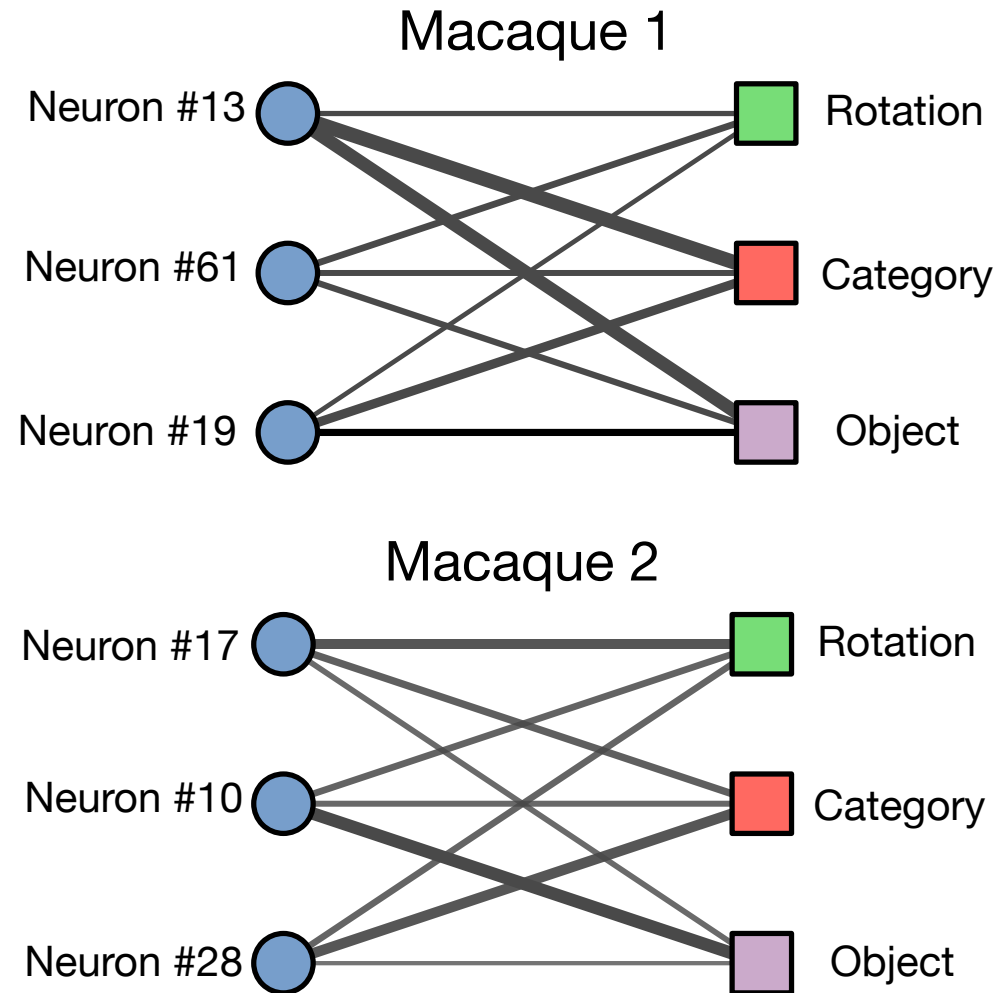 Macaque 1
Neuron #13
Rotation
Neuron #61
Category
Neuron #19
Object
Macaque 2
Neuron #17
Rotation
Neuron #10
Category
Neuron #28
Object